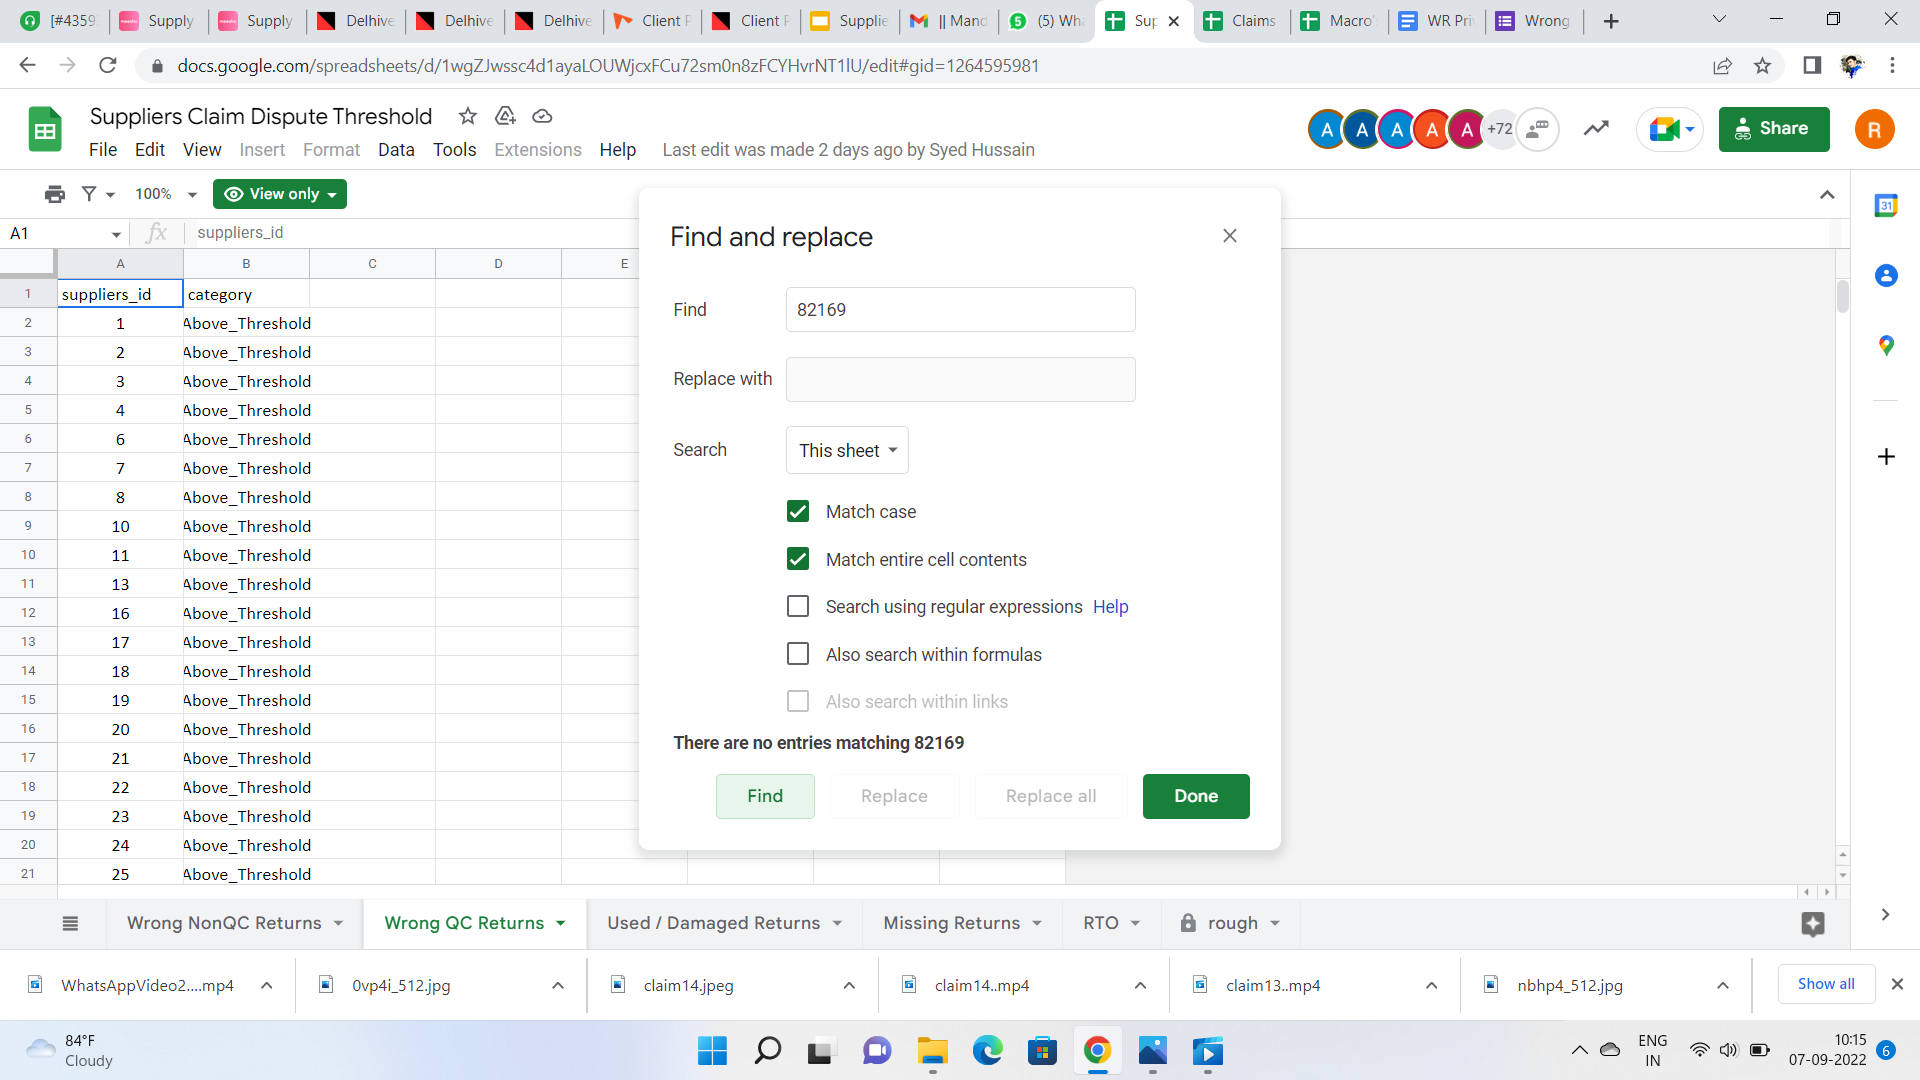 [#4359
Supply
Supply
Delhive
Delhive
Delhive
Client P
Client P
Supplie
|| Mand
(5) Wha
Sup
Claims
Macro's
WR Pri
Wrong
docs.google.com/spreadsheets/d/1wgZJwssc4d1ayaLOUWjcxFCu72sm0n8zFCYHvrNT1lU/edit#gid=1264595981
Suppliers Claim Dispute Threshold
File Edit View Insert Format Data Tools Extensions Help Last edit was made 2 days ago by Syed Hussain
A A A A A +72
Share
R
100%
View only
A1
fx
suppliers_id
A B C D E
1 suppliers_id category
2 1 Above_Threshold
3 2 Above_Threshold
4 3 Above_Threshold
5 4 Above_Threshold
6 6 Above_Threshold
7 7 Above_Threshold
8 8 Above_Threshold
9 10 Above_Threshold
10 11 Above_Threshold
11 13 Above_Threshold
12 16 Above_Threshold
13 17 Above_Threshold
14 18 Above_Threshold
15 19 Above_Threshold
16 20 Above_Threshold
17 21 Above_Threshold
18 22 Above_Threshold
19 23 Above_Threshold
20 24 Above_Threshold
21 25 Above_Threshold
Find and replace
Find 82169
Replace with
Search This sheet
Match case
Match entire cell contents
Search using regular expressions Help
Also search within formulas
Also search within links
There are no entries matching 82169
Find Replace Replace all Done
31
Wrong NonQC Returns
Wrong QC Returns
Used / Damaged Returns
Missing Returns
RTO
rough
WhatsAppVideo2....mp4
0vp4i_512.jpg
claim14.jpeg
claim14..mp4
claim13..mp4
nbhp4_512.jpg
Show all
84°F
Cloudy
ENG
IN
10:15
07-09-2022
6